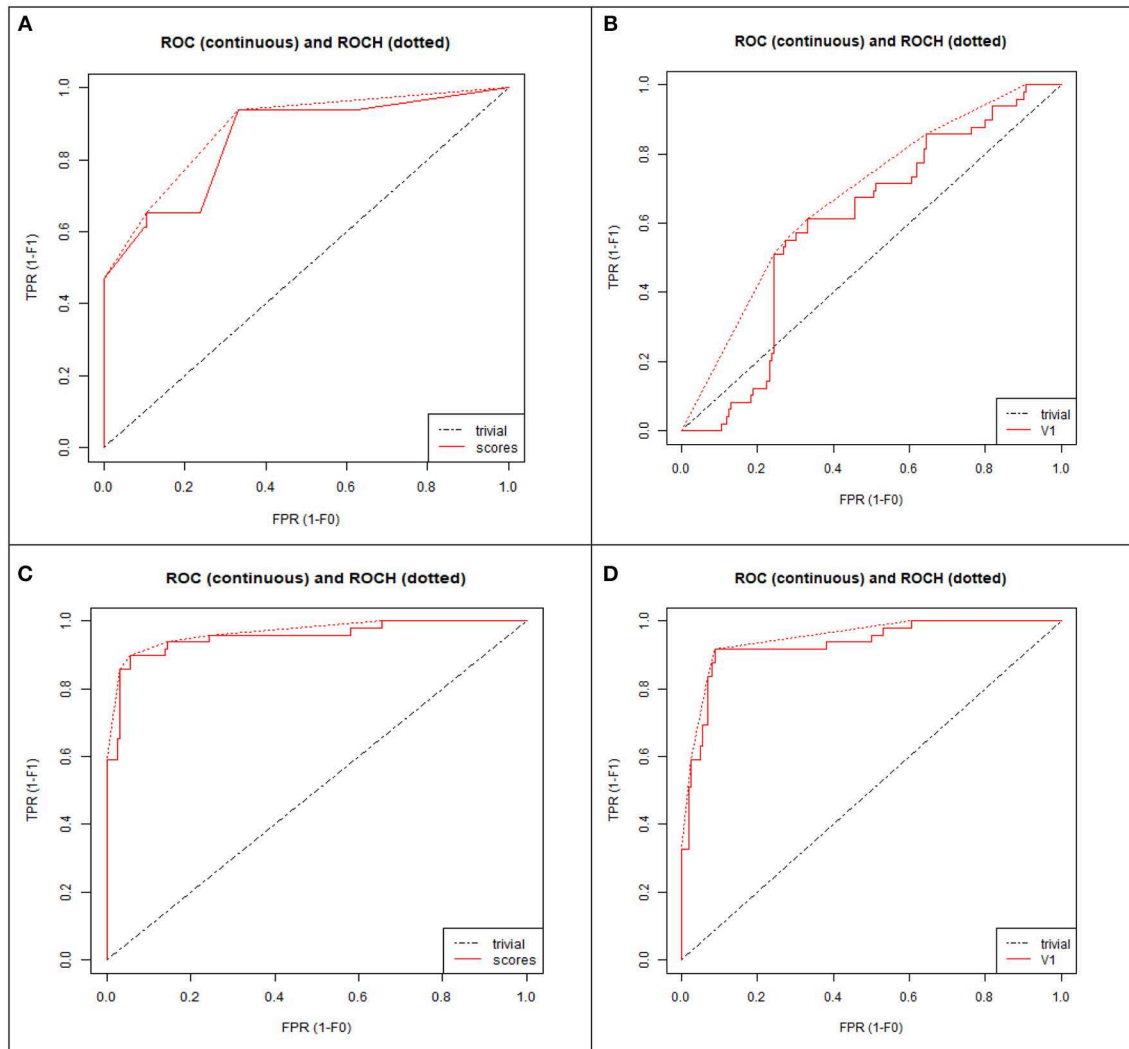 A
ROC (continuous) and ROCH (dotted)
TPR (1-F1)
1.0
0.8
0.6
0.4
0.2
0.0
trivial
scores
0.0 0.2 0.4 0.6 0.8 1.0
FPR (1-F0)
B
ROC (continuous) and ROCH (dotted)
TPR (1-F1)
1.0
0.8
0.6
0.4
0.2
0.0
trivial
V1
0.0 0.2 0.4 0.6 0.8 1.0
FPR (1-F0)
C
ROC (continuous) and ROCH (dotted)
TPR (1-F1)
1.0
0.8
0.6
0.4
0.2
0.0
trivial
scores
0.0 0.2 0.4 0.6 0.8 1.0
FPR (1-F0)
D
ROC (continuous) and ROCH (dotted)
TPR (1-F1)
1.0
0.8
0.6
0.4
0.2
0.0
trivial
V1
0.0 0.2 0.4 0.6 0.8 1.0
FPR (1-F0)